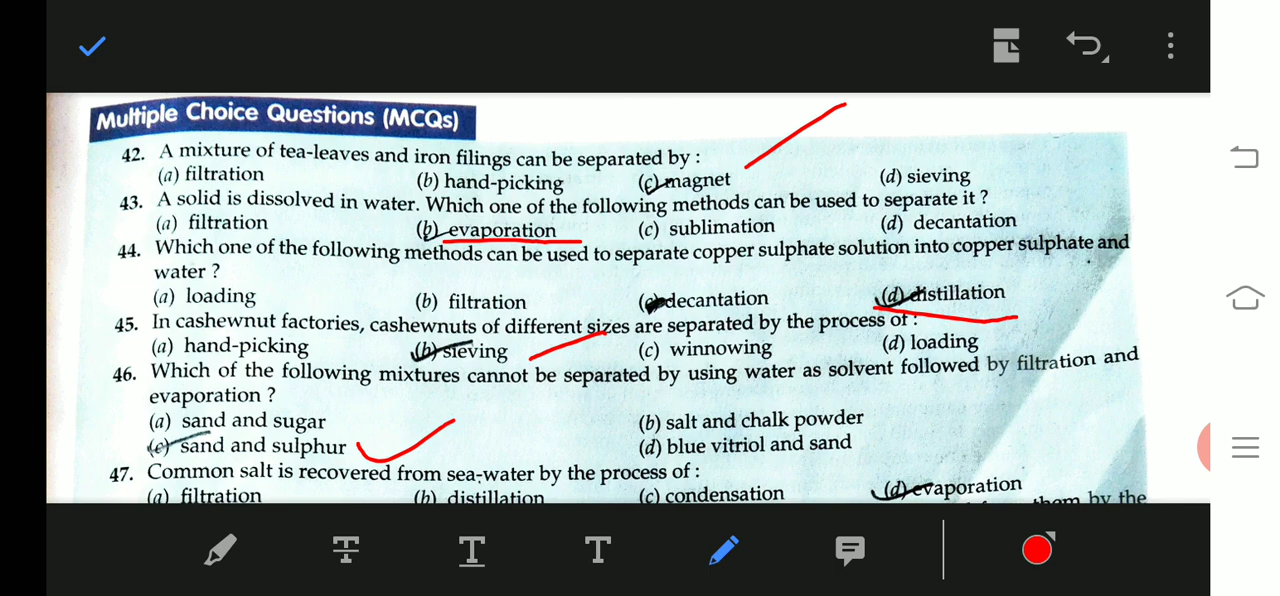 Multiple Choice Questions (MCQs)
42. A mixture of tea-leaves and iron filings can be separated by :
(a) filtration (b) hand-picking (c) magnet (d) sieving
43. A solid is dissolved in water. Which one of the following methods can be used to separate it ?
(a) filtration (b) evaporation (c) sublimation (d) decantation
44. Which one of the following methods can be used to separate copper sulphate solution into copper sulphate and
water ?
(a) loading (b) filtration (c) decantation (d) distillation
45. In cashewnut factories, cashewnuts of different sizes are separated by the process of :
(a) hand-picking (b) sieving (c) winnowing (d) loading
46. Which of the following mixtures cannot be separated by using water as solvent followed by filtration and
evaporation ?
(a) sand and sugar (b) salt and chalk powder
(c) sand and sulphur (d) blue vitriol and sand
47. Common salt is recovered from sea-water by the process of :
(a) filtration (b) distillation (c) condensation (d) evaporation
them by the
T T T